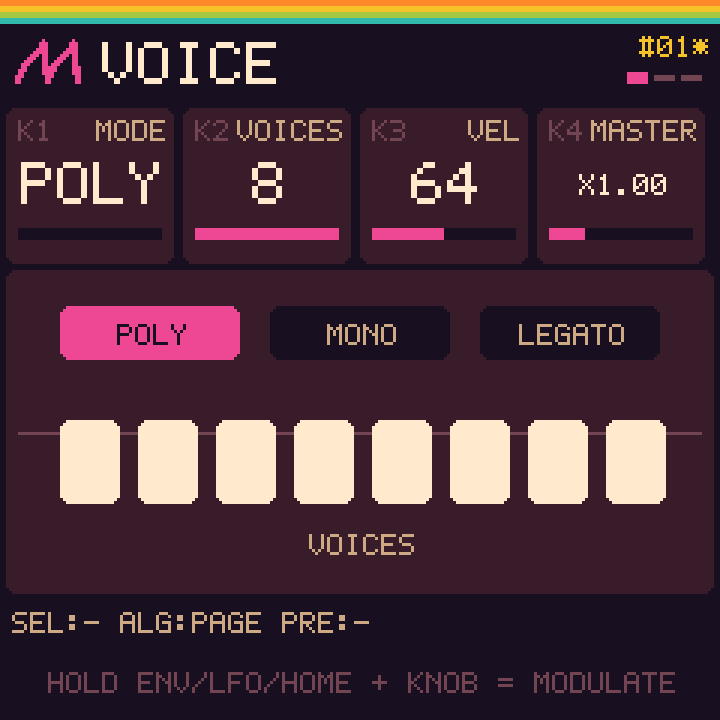 VOICE #01*
K1 MODE K2 VOICES K3 VEL K4 MASTER
POLY 8 64 X1.00
POLY MONO LEGATO
VOICES
SEL:- ALG:PAGE PRE:-
HOLD ENV/LFO/HOME + KNOB = MODULATE